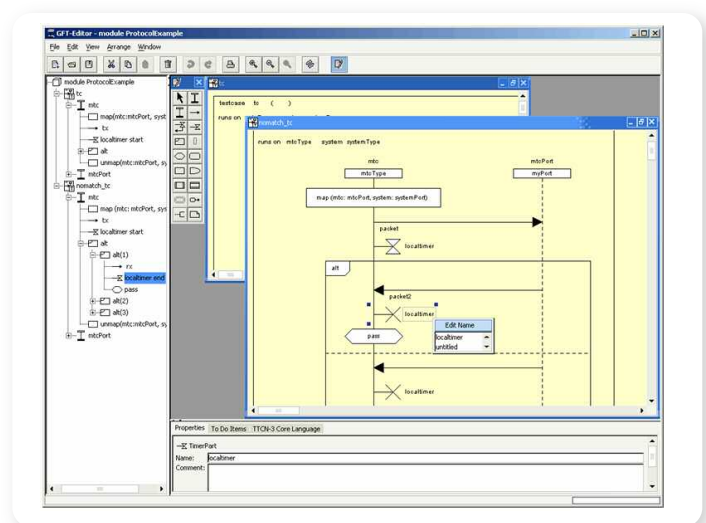 GFT-Editor - module ProtocolExample
File Edit View Arrange Window
module ProtocolExample
tc
mtc
map(mtc:mtcPort, syst
tx
localtimer start
alt
unmap(mtc:mtcPort, sy
mtcPort
nomatch_tc
mtc
map (mtc: mtcPort, sys
tx
localtimer start
alt
alt(1)
rx
localtimer end
pass
alt(2)
alt(3)
unmap(mtc:mtcPort, sy
mtcPort
tc
testcase tc ( )
runs on
nomatch_tc
runs on mtcType system systemType
mtc mtcPort
mtcType myPort
map (mtc: mtcPort, system: systemPort)
packet
localtimer
alt
packet2
localtimer
Edit Name
localtimer
untitled
pass
localtimer
Properties To Do Items TTCN-3 Core Language
TimerPart
Name: localtimer
Comment: